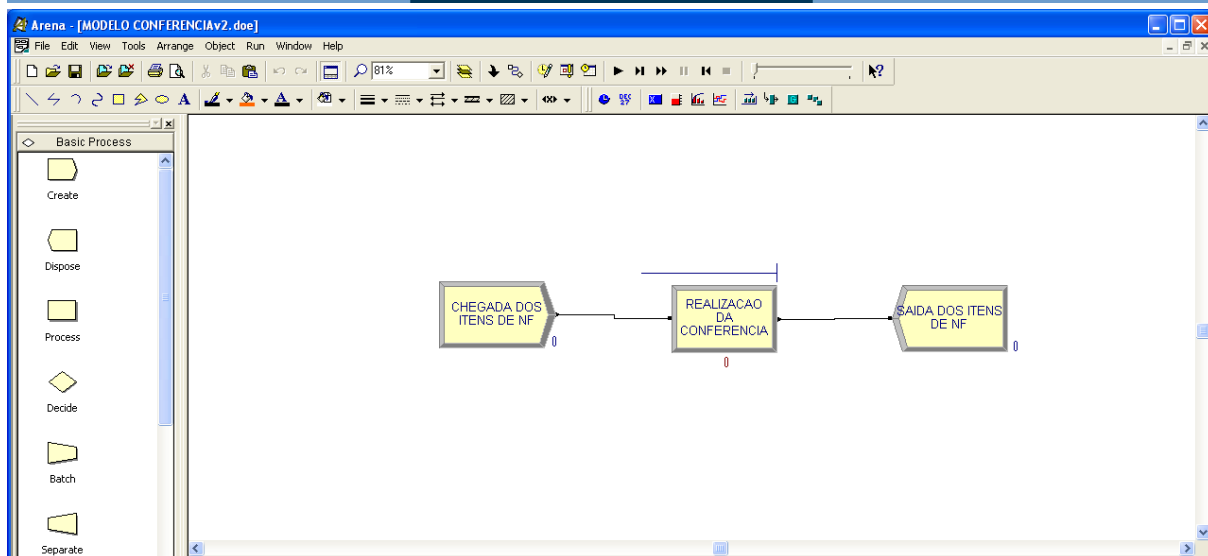 Arena - [MODELO CONFERENCIAv2.doe]
File Edit View Tools Arrange Object Run Window Help
81%
Basic Process
Create
Dispose
Process
Decide
Batch
Separate
CHEGADA DOS
ITENS DE NF
0
REALIZACAO
DA
CONFERENCIA
0
SAIDA DOS ITENS
DE NF
0